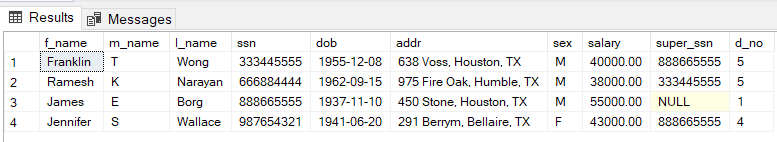 Results Messages
f_name m_name l_name ssn dob addr sex salary super_ssn d_no
1 Franklin T Wong 333445555 1955-12-08 638 Voss, Houston, TX M 40000.00 888665555 5
2 Ramesh K Narayan 666884444 1962-09-15 975 Fire Oak, Humble, TX M 38000.00 333445555 5
3 James E Borg 888665555 1937-11-10 450 Stone, Houston, TX M 55000.00 NULL 1
4 Jennifer S Wallace 987654321 1941-06-20 291 Berrym, Bellaire, TX F 43000.00 888665555 4